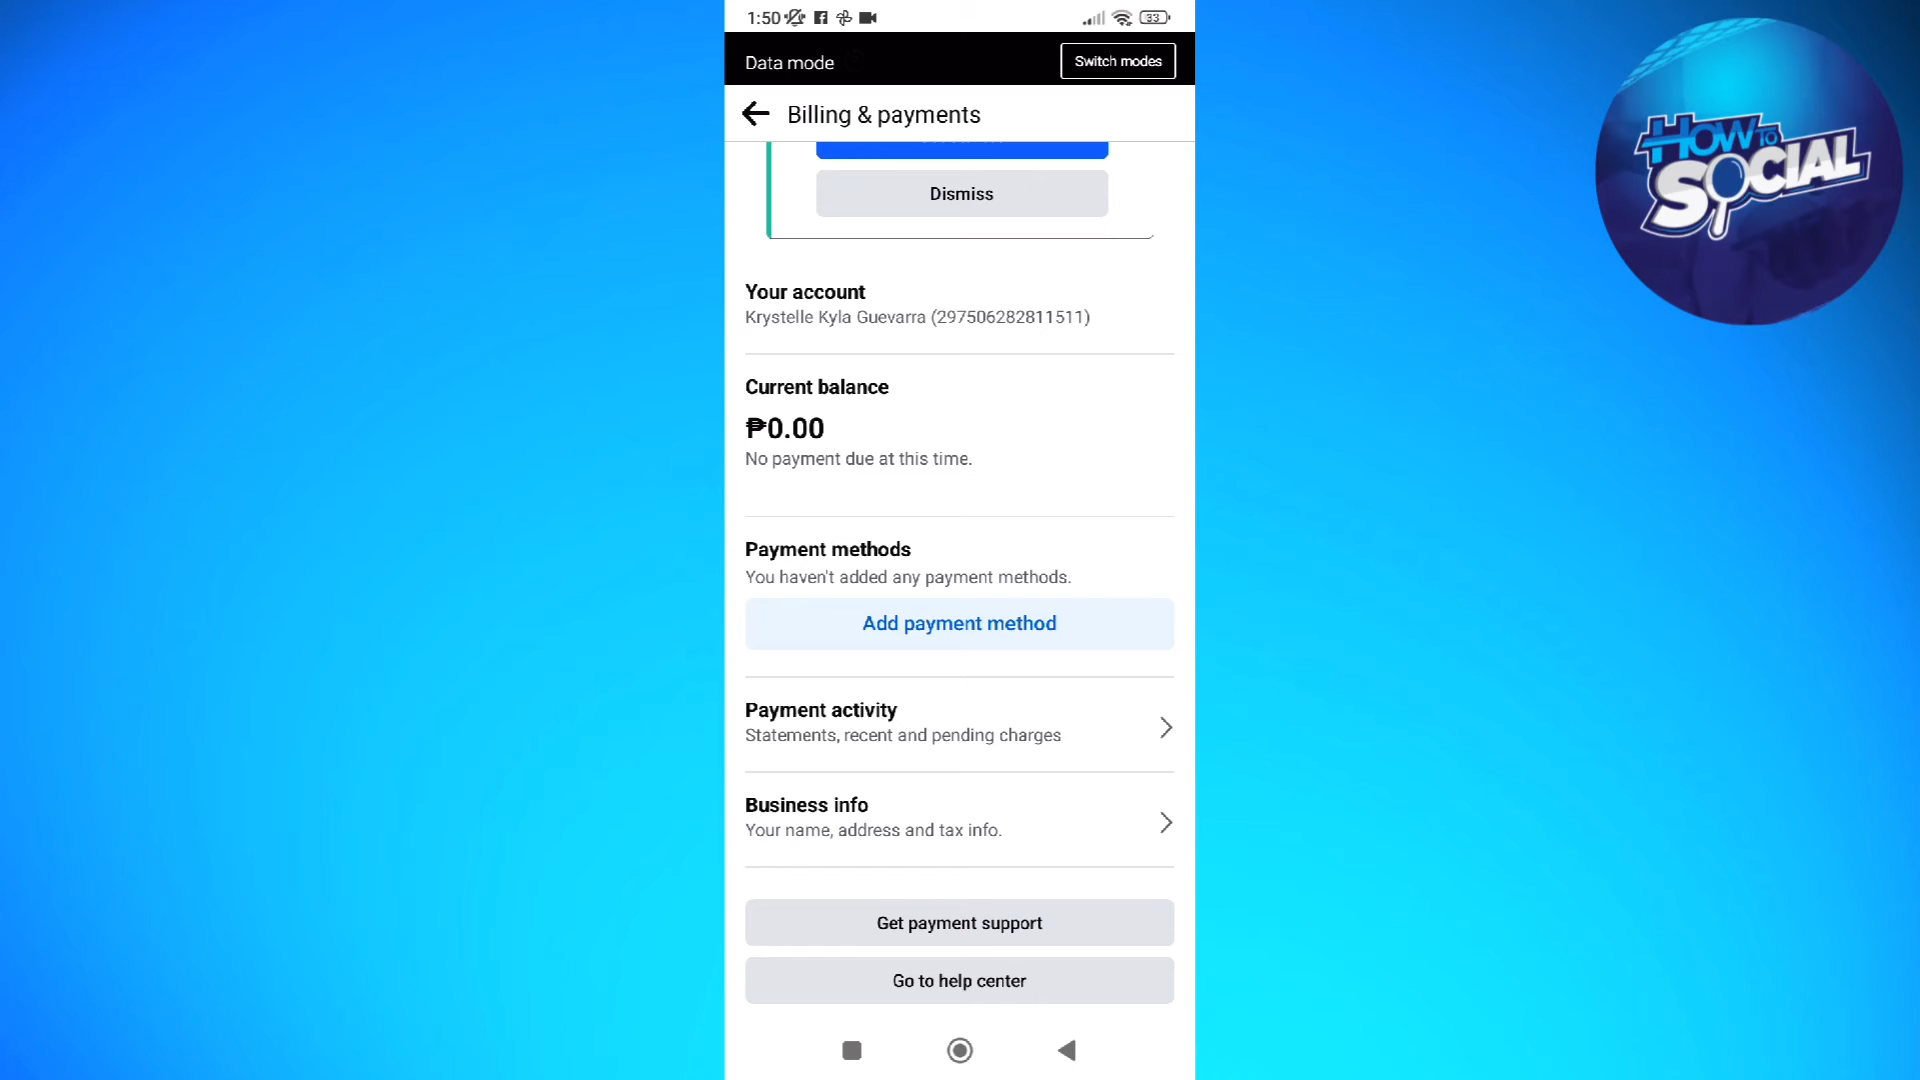 1:50
33
Data mode
Switch modes
Billing & payments
Dismiss
Your account
Krystelle Kyla Guevarra (297506282811511)
Current balance
₱0.00
No payment due at this time.
Payment methods
You haven't added any payment methods.
Add payment method
Payment activity
Statements, recent and pending charges
Business info
Your name, address and tax info.
Get payment support
Go to help center
HOW TO
SOCIAL